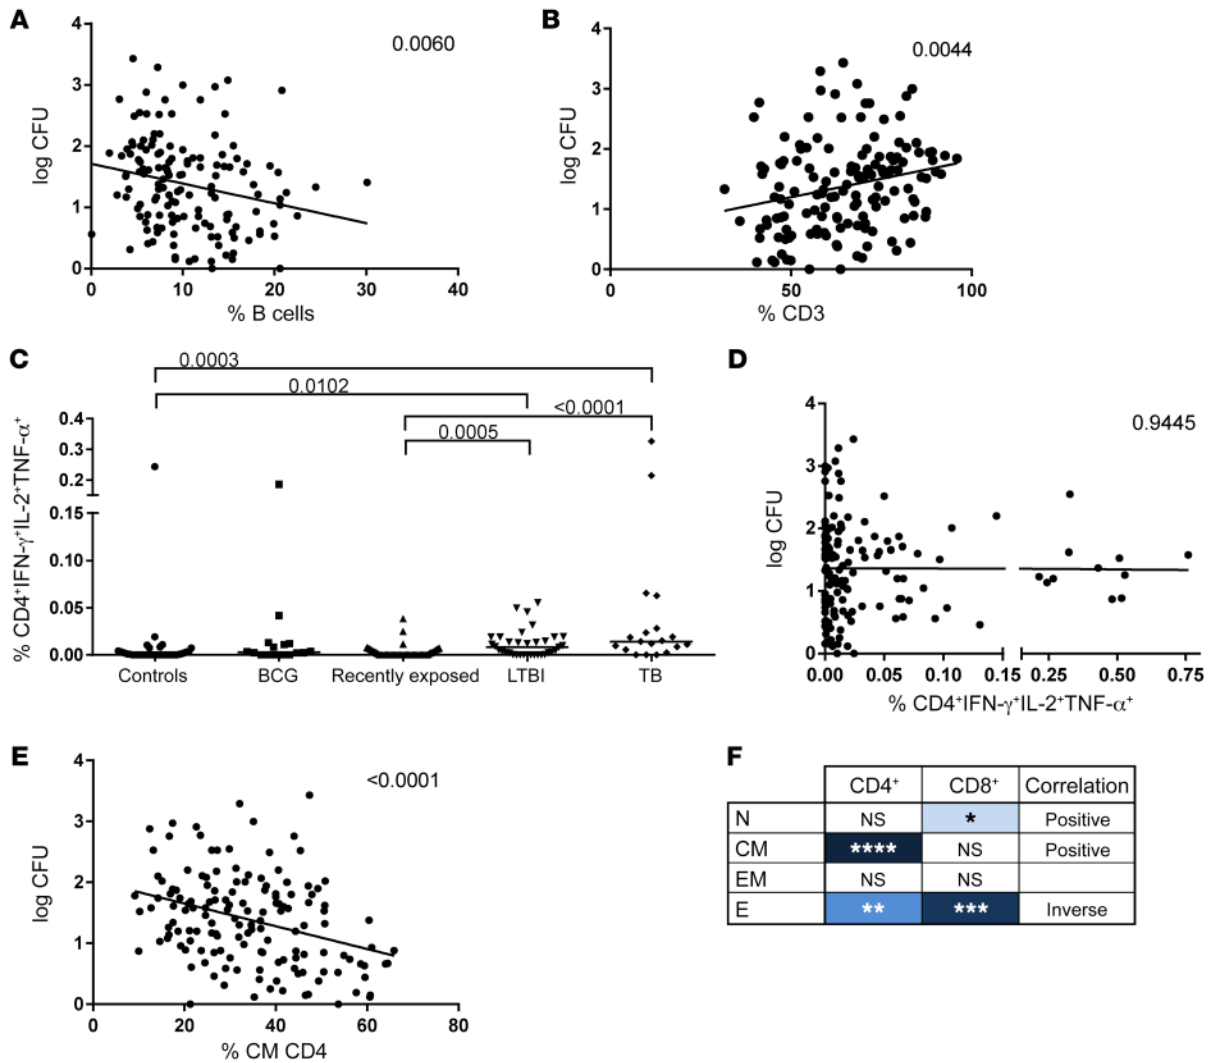 A
0.0060
log CFU
4
3
2
1
0
0 10 20 30 40
% B cells
B
0.0044
log CFU
4
3
2
1
0
0 50 100
% CD3
C
0.0003
0.0102
<0.0001
0.0005
% CD4⁺IFN-γ⁺IL-2⁺TNF-α⁺
0.4
0.3
0.2
0.15
0.10
0.05
0.00
Controls BCG Recently exposed LTBI TB
D
0.9445
log CFU
4
3
2
1
0
0.00 0.05 0.10 0.15 0.25 0.50 0.75
% CD4⁺IFN-γ⁺IL-2⁺TNF-α⁺
E
<0.0001
log CFU
4
3
2
1
0
0 20 40 60 80
% CM CD4
F
CD4⁺ CD8⁺ Correlation
N NS * Positive
CM **** NS Positive
EM NS NS
E ** *** Inverse